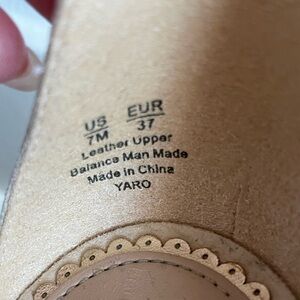 US EUR
7M 37
Leather Upper
Balance Man Made
Made in China
YARO